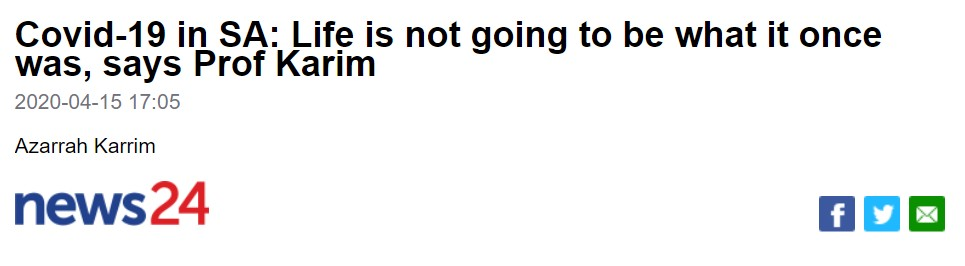 Covid-19 in SA: Life is not going to be what it once
was, says Prof Karim
2020-04-15 17:05
Azarrah Karrim
news24